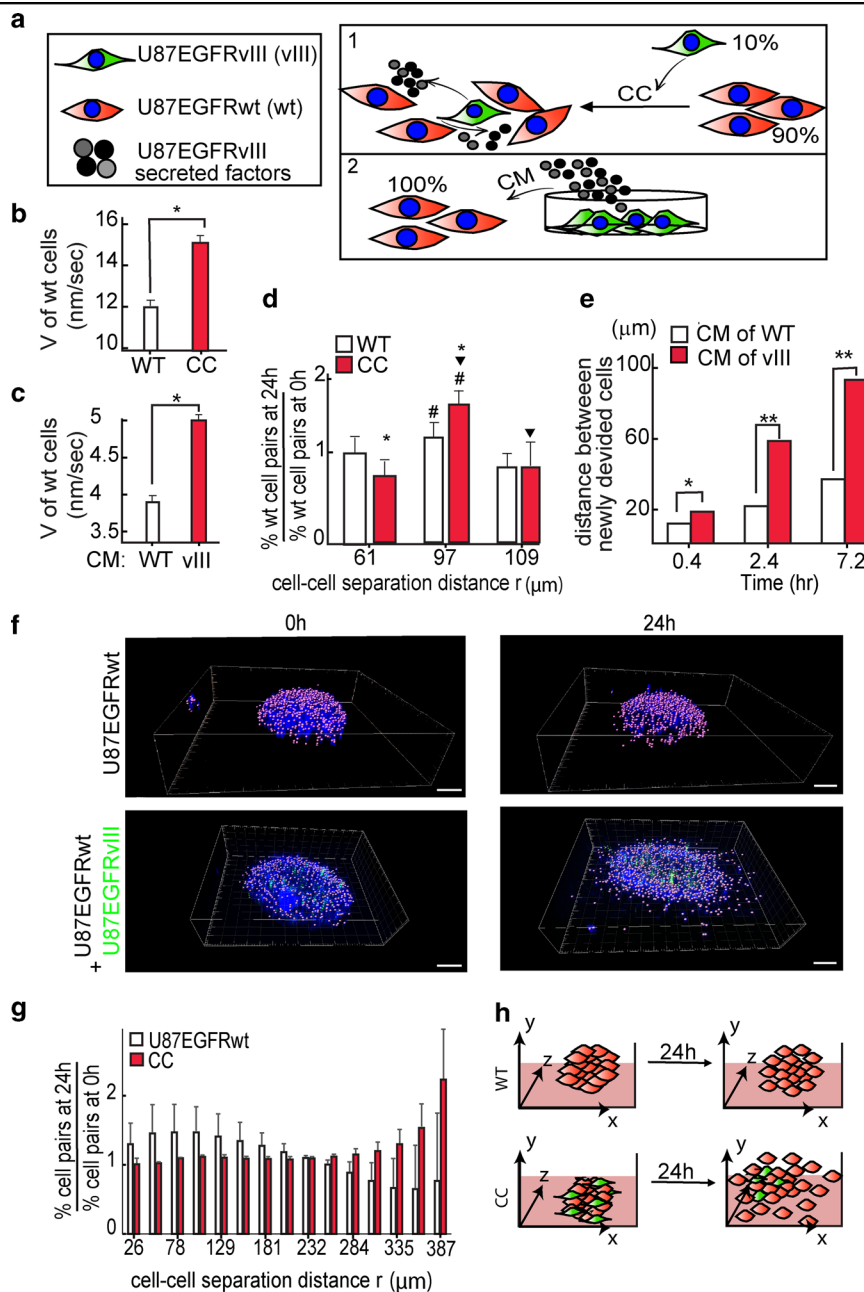 a
U87EGFRvIII (vIII)
U87EGFRwt (wt)
U87EGFRvIII
secreted factors
1
10%
CC
90%
2
100%
CM
b
V of wt cells
(nm/sec)
16
14
12
10
*
WT CC
c
V of wt cells
(nm/sec)
5
4.5
4
3.5
*
CM: WT vIII
d
WT
CC
% wt cell pairs at 24h
% wt cell pairs at 0h
2
1
0
# * # * 
61 97 109
cell-cell separation distance r (μm)
e
(μm)
CM of WT
CM of vIII
distance betweeen
newly devided cells
100
60
20
* ** **
0.4 2.4 7.2
Time (hr)
f
0h 24h
U87EGFRwt
U87EGFRwt
+ U87EGFRvIII
g
U87EGFRwt
CC
% cell pairs at 24h
% cell pairs at 0h
2
1
0
26 78 129 181 232 284 335 387
cell-cell separation distance r (μm)
h
WT
y
z
x
24h
y
x
CC
y
z
x
24h
y
z
x